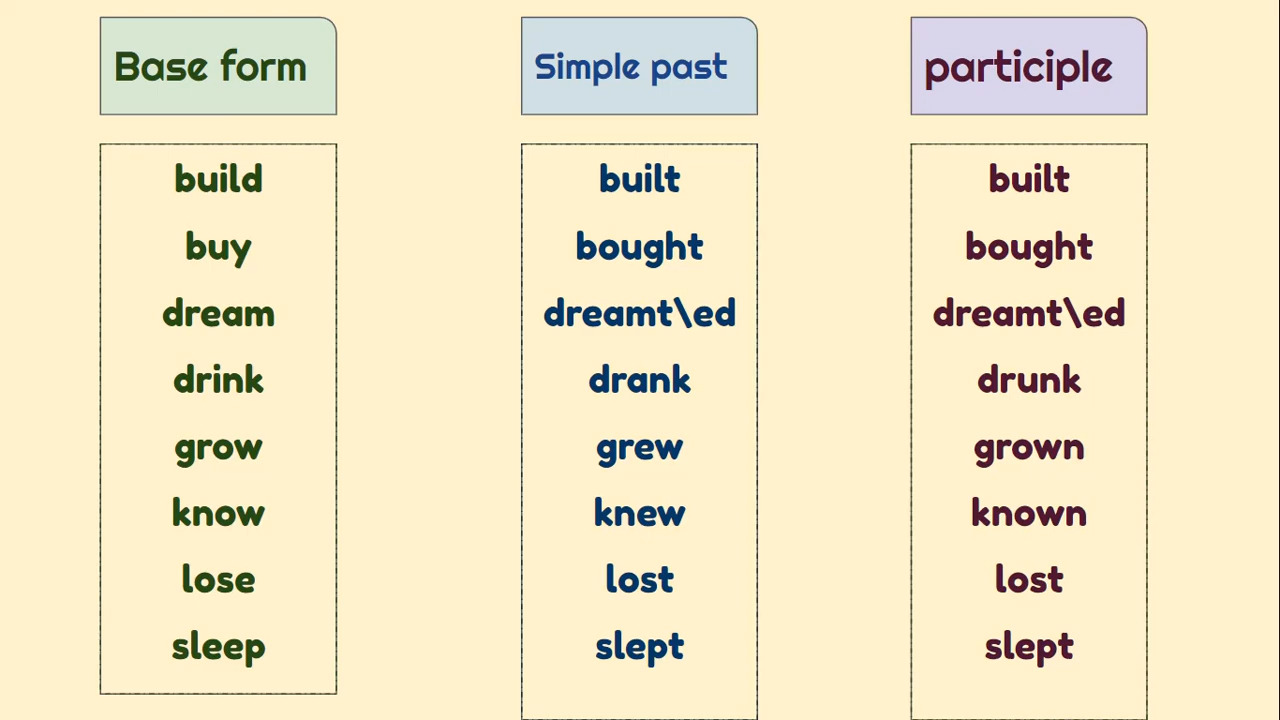 Base form
Simple past
participle
build
built
built
buy
bought
bought
dream
dreamt\ed
dreamt\ed
drink
drank
drunk
grow
grew
grown
know
knew
known
lose
lost
lost
sleep
slept
slept